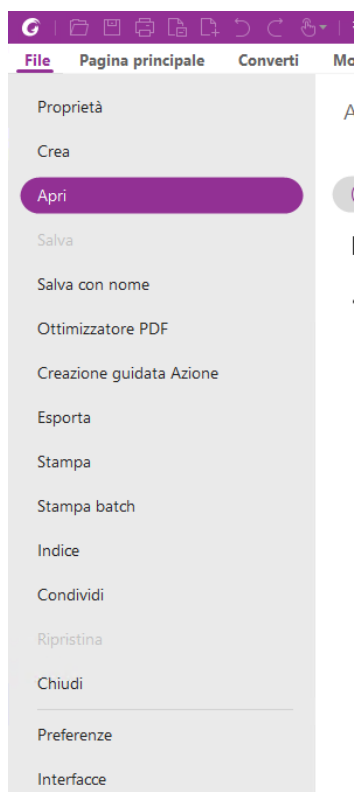 File Pagina principale Converti
Proprietà
Crea
Apri
Salva
Salva con nome
Ottimizzatore PDF
Creazione guidata Azione
Esporta
Stampa
Stampa batch
Indice
Condividi
Ripristina
Chiudi
Preferenze
Interfacce